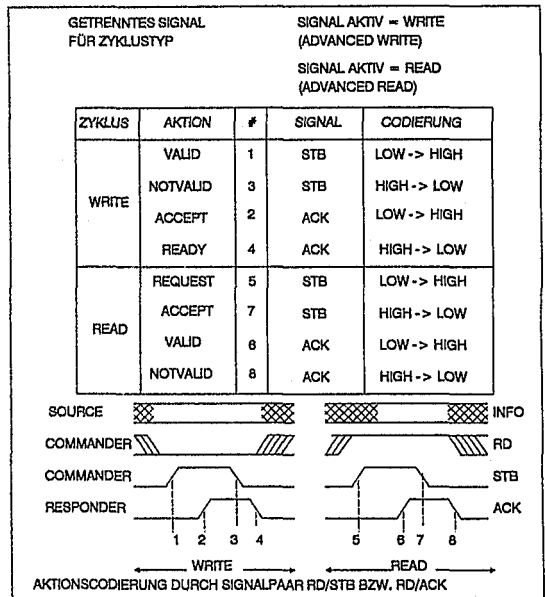 GETRENNTES SIGNAL SIGNAL AKTIV = WRITE
FÜR ZYKLUSTYP (ADVANCED WRITE)
SIGNAL AKTIV = READ
(ADVANCED READ)
ZYKLUS AKTION # SIGNAL CODIERUNG
VALID 1 STB LOW -> HIGH
NOTVALID 3 STB HIGH -> LOW
WRITE
ACCEPT 2 ACK LOW -> HIGH
READY 4 ACK HIGH -> LOW
REQUEST 5 STB LOW -> HIGH
ACCEPT 7 STB HIGH -> LOW
READ
VALID 6 ACK LOW -> HIGH
NOTVALID 8 ACK HIGH -> LOW
SOURCE INFO
COMMANDER RD
COMMANDER STB
RESPONDER ACK
1 2 3 4 5 6 7 8
WRITE READ
AKTIONSCODIERUNG DURCH SIGNALPAAR RD/STB BZW. RD/ACK